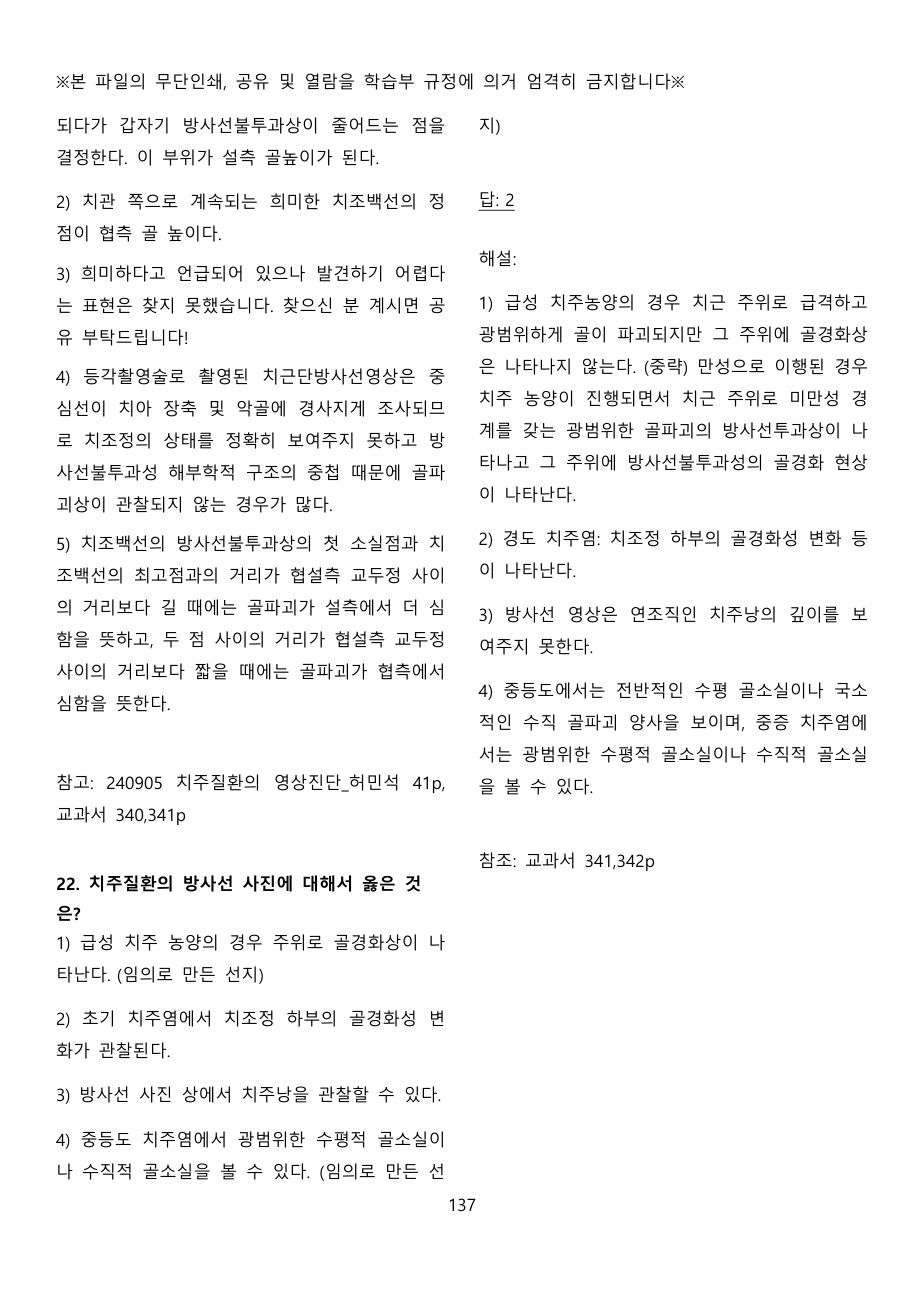 ※본 파일의 무단인쇄, 공유 및 열람을 학습부 규정에 의거 엄격히 금지합니다※
되다가 갑자기 방사선불투과상이 줄어드는 점을
결정한다. 이 부위가 설측 골높이가 된다.
2) 치관 쪽으로 계속되는 희미한 치조백선의 정
점이 협측 골 높이다.
3) 희미하다고 언급되어 있으나 발견하기 어렵다
는 표현은 찾지 못했습니다. 찾으신 분 계시면 공
유 부탁드립니다!
4) 등각촬영술로 촬영된 치근단방사선영상은 중
심선이 치아 장축 및 악골에 경사지게 조사되므
로 치조정의 상태를 정확히 보여주지 못하고 방
사선불투과성 해부학적 구조의 중첩 때문에 골파
괴상이 관찰되지 않는 경우가 많다.
5) 치조백선의 방사선불투과상의 첫 소실점과 치
조백선의 최고점과의 거리가 협설측 교두정 사이
의 거리보다 길 때에는 골파괴가 설측에서 더 심
함을 뜻하고, 두 점 사이의 거리가 협설측 교두정
사이의 거리보다 짧을 때에는 골파괴가 협측에서
심함을 뜻한다.
참고: 240905 치주질환의 영상진단_허민석 41p,
교과서 340,341p
22. 치주질환의 방사선 사진에 대해서 옳은 것
은?
1) 급성 치주 농양의 경우 주위로 골경화상이 나
타난다. (임의로 만든 선지)
2) 초기 치주염에서 치조정 하부의 골경화성 변
화가 관찰된다.
3) 방사선 사진 상에서 치주낭을 관찰할 수 있다.
4) 중등도 치주염에서 광범위한 수평적 골소실이
나 수직적 골소실을 볼 수 있다. (임의로 만든 선
지)
답: 2
해설:
1) 급성 치주농양의 경우 치근 주위로 급격하고
광범위하게 골이 파괴되지만 그 주위에 골경화상
은 나타나지 않는다. (중략) 만성으로 이행된 경우
치주 농양이 진행되면서 치근 주위로 미만성 경
계를 갖는 광범위한 골파괴의 방사선투과상이 나
타나고 그 주위에 방사선불투과성의 골경화 현상
이 나타난다.
2) 경도 치주염: 치조정 하부의 골경화성 변화 등
이 나타난다.
3) 방사선 영상은 연조직인 치주낭의 깊이를 보
여주지 못한다.
4) 중등도에서는 전반적인 수평 골소실이나 국소
적인 수직 골파괴 양사을 보이며, 중증 치주염에
서는 광범위한 수평적 골소실이나 수직적 골소실
을 볼 수 있다.
참조: 교과서 341,342p
137